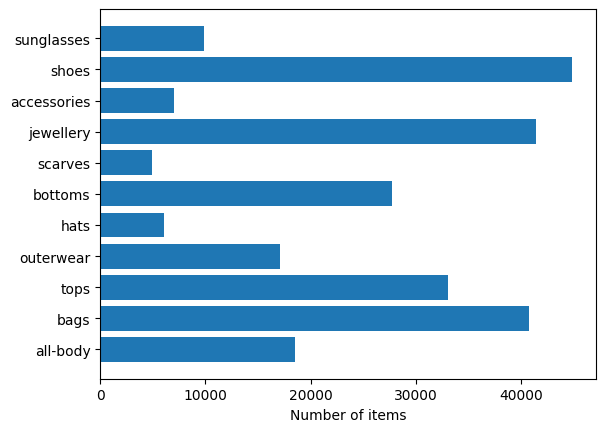 sunglasses
shoes
accessories
jewellery
scarves
bottoms
hats
outerwear
tops
bags
all-body
0 10000 20000 30000 40000
Number of items